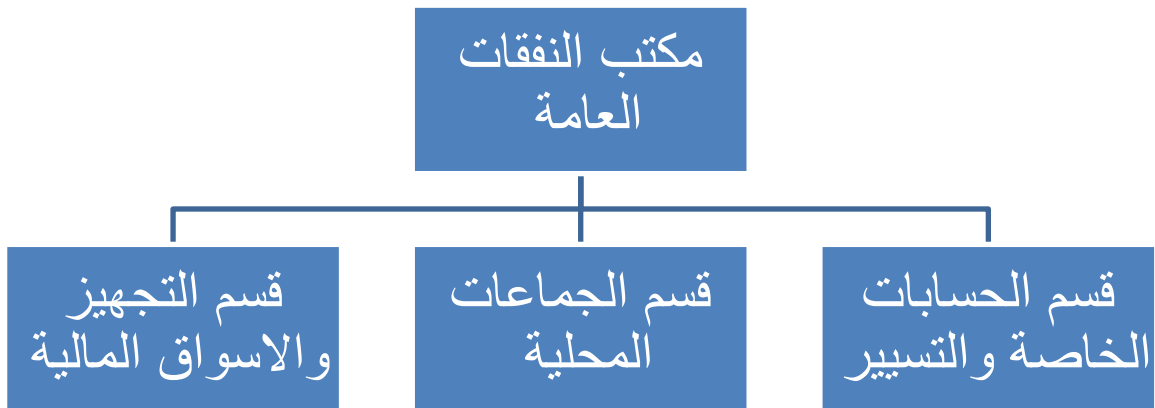 مكتب النفقات
العامة
قسم الحسابات
الخاصة والتسيير
قسم الجماعات
المحلية
قسم التجهيز
والاسواق المالية